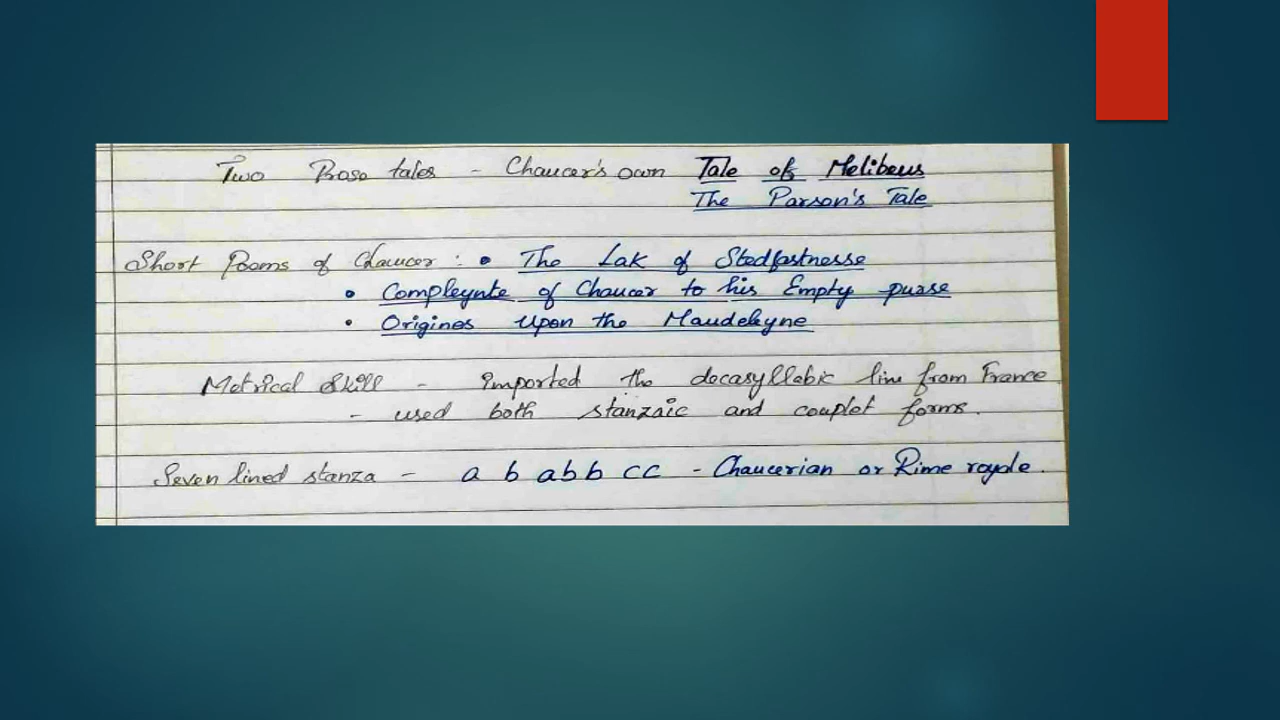 Two Prose tales - Chaucer's own Tale of Melibeus
The Parson's Tale
Short Poems of Chaucer : • The Lak of Stedfastnesse
• Compleynte of Chaucer to his Empty purse
• Origines Upon the Maudeleyne
Metrical Skill - imported the decasyllabic line from France
- used both stanzaic and couplet forms.
Seven lined stanza - a b abb cc - Chaucerian or Rime royale.